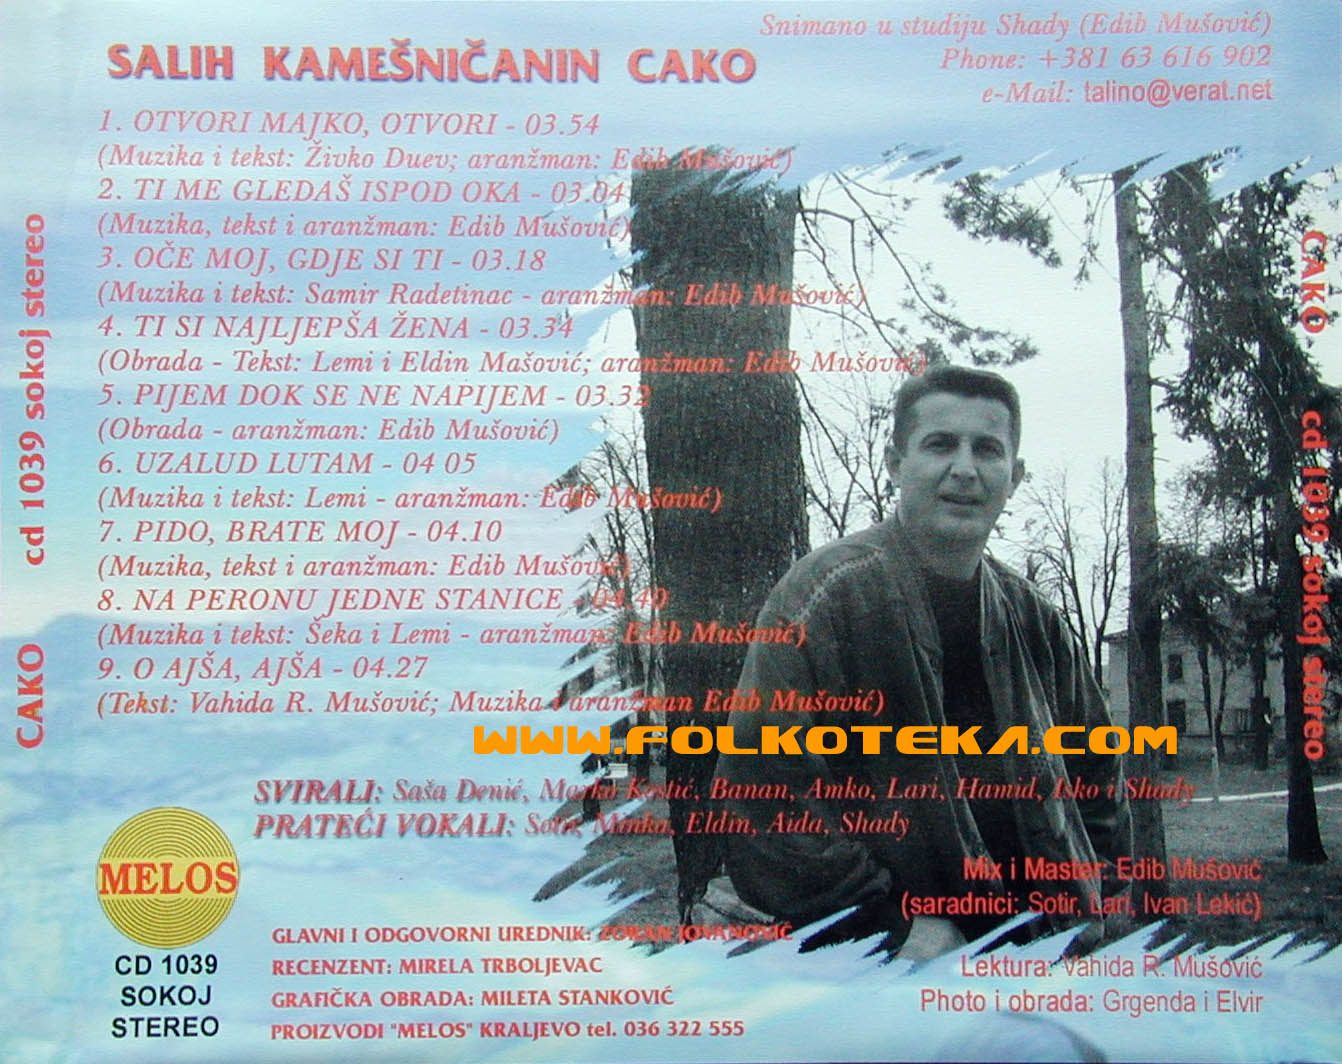 Snimano u studiju Shady (Edib Mušović)
Phone: +381 63 616 902
e-Mail: talino@verat.net
SALIH KAMEŠNIČANIN CAKO
1. OTVORI MAJKO, OTVORI - 03.54
(Muzika i tekst: Živko Duev; aranžman: Edib Mušović)
2. TI ME GLEDAŠ ISPOD OKA - 03.04
(Muzika, tekst i aranžman: Edib Mušović)
3. OČE MOJ, GDJE SI TI - 03.18
(Muzika i tekst: Samir Radetinac - aranžman: Edib Mušović)
4. TI SI NAJLJEPŠA ŽENA - 03.34
(Obrada - Tekst: Lemi i Eldin Mašović; aranžman: Edib Mušović)
5. PIJEM DOK SE NE NAPIJEM - 03.32
(Obrada - aranžman: Edib Mušović)
6. UZALUD LUTAM - 04 05
(Muzika i tekst: Lemi - aranžman: Edib Mušović)
7. PIDO, BRATE MOJ - 04.10
(Muzika, tekst i aranžman: Edib Mušović)
8. NA PERONU JEDNE STANICE - 04.40
(Muzika i tekst: Šeka i Lemi - aranžman: Edib Mušović)
9. O AJŠA, AJŠA - 04.27
(Tekst: Vahida R. Mušović; Muzika i aranžman Edib Mušović)
www.FOLKOTEKA.COM
SVIRALI: Saša Denić, Marko Krstić, Banan, Amko, Lari, Hamid, Isko i Shady
PRATEĆI VOKALI: Sotir, Minka, Eldin, Aida, Shady
Mix i Master: Edib Mušović
(saradnici: Sotir, Lari, Ivan Lekić)
Lektura: Vahida R. Mušović
Photo i obrada: Grgenda i Elvir
GLAVNI I ODGOVORNI UREDNIK: ZORAN JOVANOVIĆ
RECENZENT: MIRELA TRBOLJEVAC
GRAFIČKA OBRADA: MILETA STANKOVIĆ
PROIZVODI "MELOS" KRALJEVO tel. 036 322 555
MELOS
CD 1039
SOKOJ
STEREO
CAKO cd 1039 sokoj stereo
CAKO cd 1039 sokoj stereo